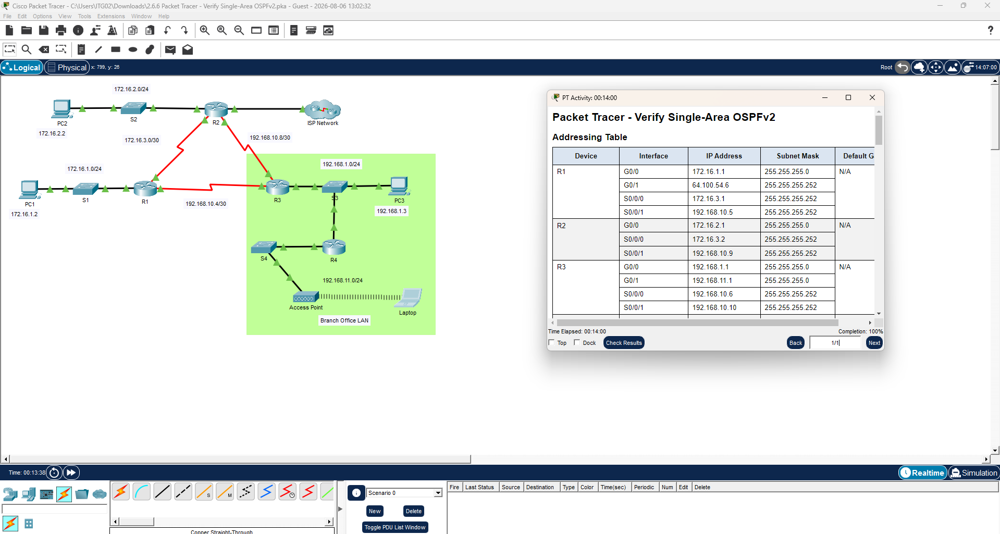 Cisco Packet Tracer - C:\Users\ITG02\Downloads\2.6.6 Packet Tracer - Verify Single-Area OSPFv2.pka - Guest - 2026-08-06 13:02:32
File Edit Options View Tools Extensions Window Help
?
Logical Physical x: 799, y: 26 Root 14:07:00
172.16.2.0/24
PC2
172.16.2.2
S2
R2
ISP Network
172.16.3.0/30
192.168.10.8/30
172.16.1.0/24
PC1
172.16.1.2
S1
R1
192.168.10.4/30
192.168.1.0/24
R3
S3
PC3
192.168.1.3
S4
R4
192.168.11.0/24
Access Point
Laptop
Branch Office LAN
PT Activity: 00:14:00
Packet Tracer - Verify Single-Area OSPFv2
Addressing Table
Device Interface IP Address Subnet Mask Default G
R1 G0/0 172.16.1.1 255.255.255.0 N/A
G0/1 64.100.54.6 255.255.255.252
S0/0/0 172.16.3.1 255.255.255.252
S0/0/1 192.168.10.5 255.255.255.252
R2 G0/0 172.16.2.1 255.255.255.0 N/A
S0/0/0 172.16.3.2 255.255.255.252
S0/0/1 192.168.10.9 255.255.255.252
R3 G0/0 192.168.1.1 255.255.255.0 N/A
G0/1 192.168.11.1 255.255.255.0
S0/0/0 192.168.10.6 255.255.255.252
S0/0/1 192.168.10.10 255.255.255.252
Time Elapsed: 00:14:00 Completion: 100%
Top Dock Check Results Back 1/1 Next
Time: 00:13:38 Realtime Simulation
S M
Copper Straight-Through
Scenario 0
New Delete
Toggle PDU List Window
Fire Last Status Source Destination Type Color Time(sec) Periodic Num Edit Delete